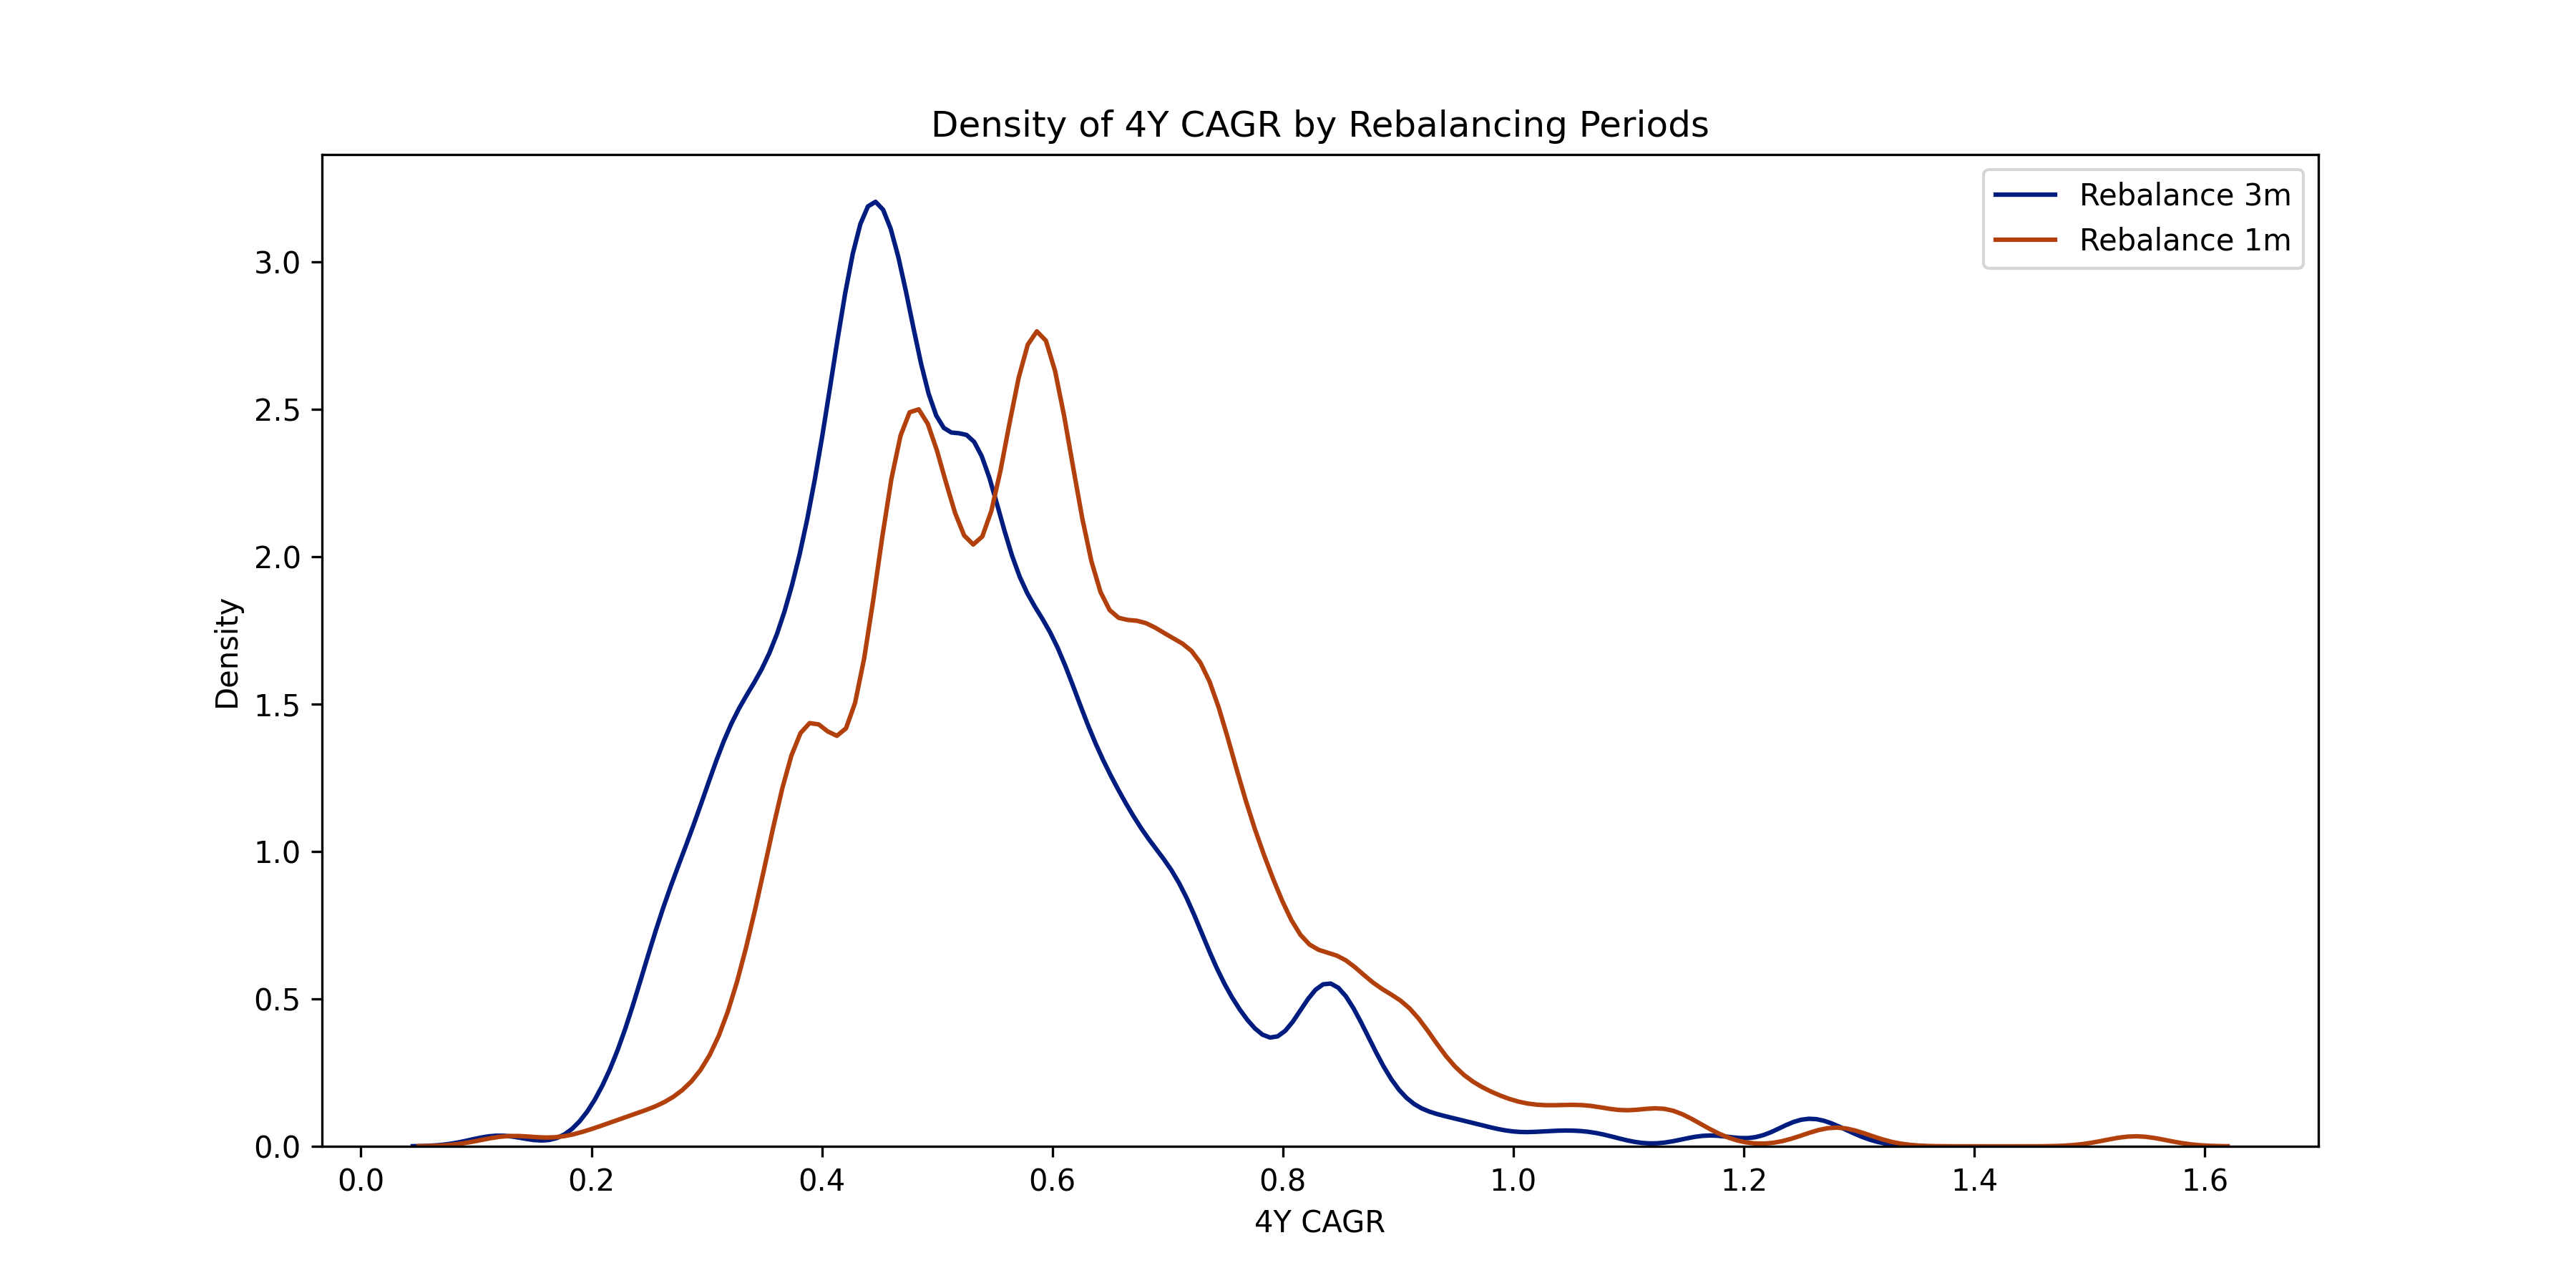 Density of 4Y CAGR by Rebalancing Periods
Rebalance 3m
Rebalance 1m
3.0
2.5
2.0
1.5
1.0
0.5
0.0
Density
0.0 0.2 0.4 0.6 0.8 1.0 1.2 1.4 1.6
4Y CAGR